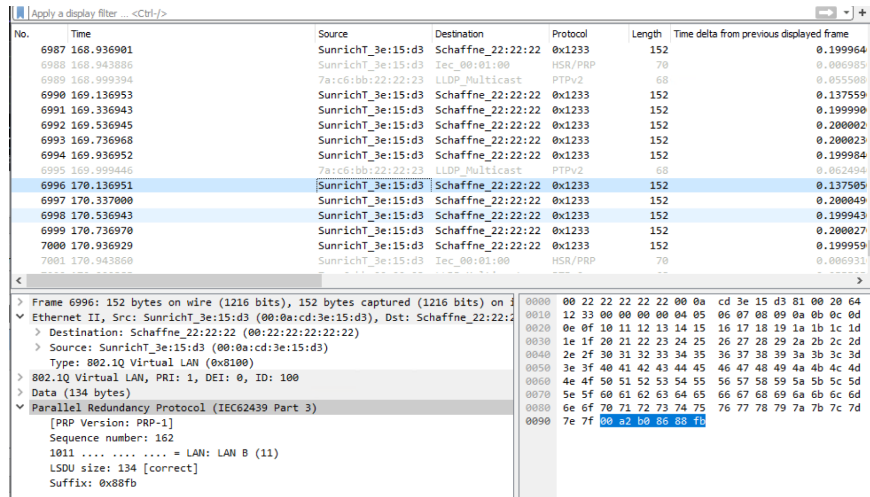 Apply a display filter ... <Ctrl-/>
No. Time Source Destination Protocol Length Time delta from previous displayed frame
6987 168.936901 SunrichT_3e:15:d3 Schaffne_22:22:22 0x1233 152 0.199964
6988 168.943886 SunrichT_3e:15:d3 Iec_00:01:00 HSR/PRP 70 0.006985
6989 168.999394 7a:c6:bb:22:22:23 LLDP_Multicast PTPv2 68 0.055508
6990 169.136953 SunrichT_3e:15:d3 Schaffne_22:22:22 0x1233 152 0.137559
6991 169.336943 SunrichT_3e:15:d3 Schaffne_22:22:22 0x1233 152 0.199990
6992 169.536945 SunrichT_3e:15:d3 Schaffne_22:22:22 0x1233 152 0.200002
6993 169.736968 SunrichT_3e:15:d3 Schaffne_22:22:22 0x1233 152 0.200023
6994 169.936952 SunrichT_3e:15:d3 Schaffne_22:22:22 0x1233 152 0.199984
6995 169.999446 7a:c6:bb:22:22:23 LLDP_Multicast PTPv2 68 0.062494
6996 170.136951 SunrichT_3e:15:d3 Schaffne_22:22:22 0x1233 152 0.137505
6997 170.337000 SunrichT_3e:15:d3 Schaffne_22:22:22 0x1233 152 0.200049
6998 170.536943 SunrichT_3e:15:d3 Schaffne_22:22:22 0x1233 152 0.199943
6999 170.736970 SunrichT_3e:15:d3 Schaffne_22:22:22 0x1233 152 0.200027
7000 170.936929 SunrichT_3e:15:d3 Schaffne_22:22:22 0x1233 152 0.199959
7001 170.943860 SunrichT_3e:15:d3 Iec_00:01:00 HSR/PRP 70 0.006931
Frame 6996: 152 bytes on wire (1216 bits), 152 bytes captured (1216 bits) on i
Ethernet II, Src: SunrichT_3e:15:d3 (00:0a:cd:3e:15:d3), Dst: Schaffne_22:22:2
Destination: Schaffne_22:22:22 (00:22:22:22:22:22)
Source: SunrichT_3e:15:d3 (00:0a:cd:3e:15:d3)
Type: 802.1Q Virtual LAN (0x8100)
802.1Q Virtual LAN, PRI: 1, DEI: 0, ID: 100
Data (134 bytes)
Parallel Redundancy Protocol (IEC62439 Part 3)
[PRP Version: PRP-1]
Sequence number: 162
1011 .... .... .... = LAN: LAN B (11)
LSDU size: 134 [correct]
Suffix: 0x88fb
0000 00 22 22 22 22 22 00 0a cd 3e 15 d3 81 00 20 64
0010 12 33 00 00 00 00 04 05 06 07 08 09 0a 0b 0c 0d
0020 0e 0f 10 11 12 13 14 15 16 17 18 19 1a 1b 1c 1d
0030 1e 1f 20 21 22 23 24 25 26 27 28 29 2a 2b 2c 2d
0040 2e 2f 30 31 32 33 34 35 36 37 38 39 3a 3b 3c 3d
0050 3e 3f 40 41 42 43 44 45 46 47 48 49 4a 4b 4c 4d
0060 4e 4f 50 51 52 53 54 55 56 57 58 59 5a 5b 5c 5d
0070 5e 5f 60 61 62 63 64 65 66 67 68 69 6a 6b 6c 6d
0080 6e 6f 70 71 72 73 74 75 76 77 78 79 7a 7b 7c 7d
0090 7e 7f 00 a2 b0 86 88 fb